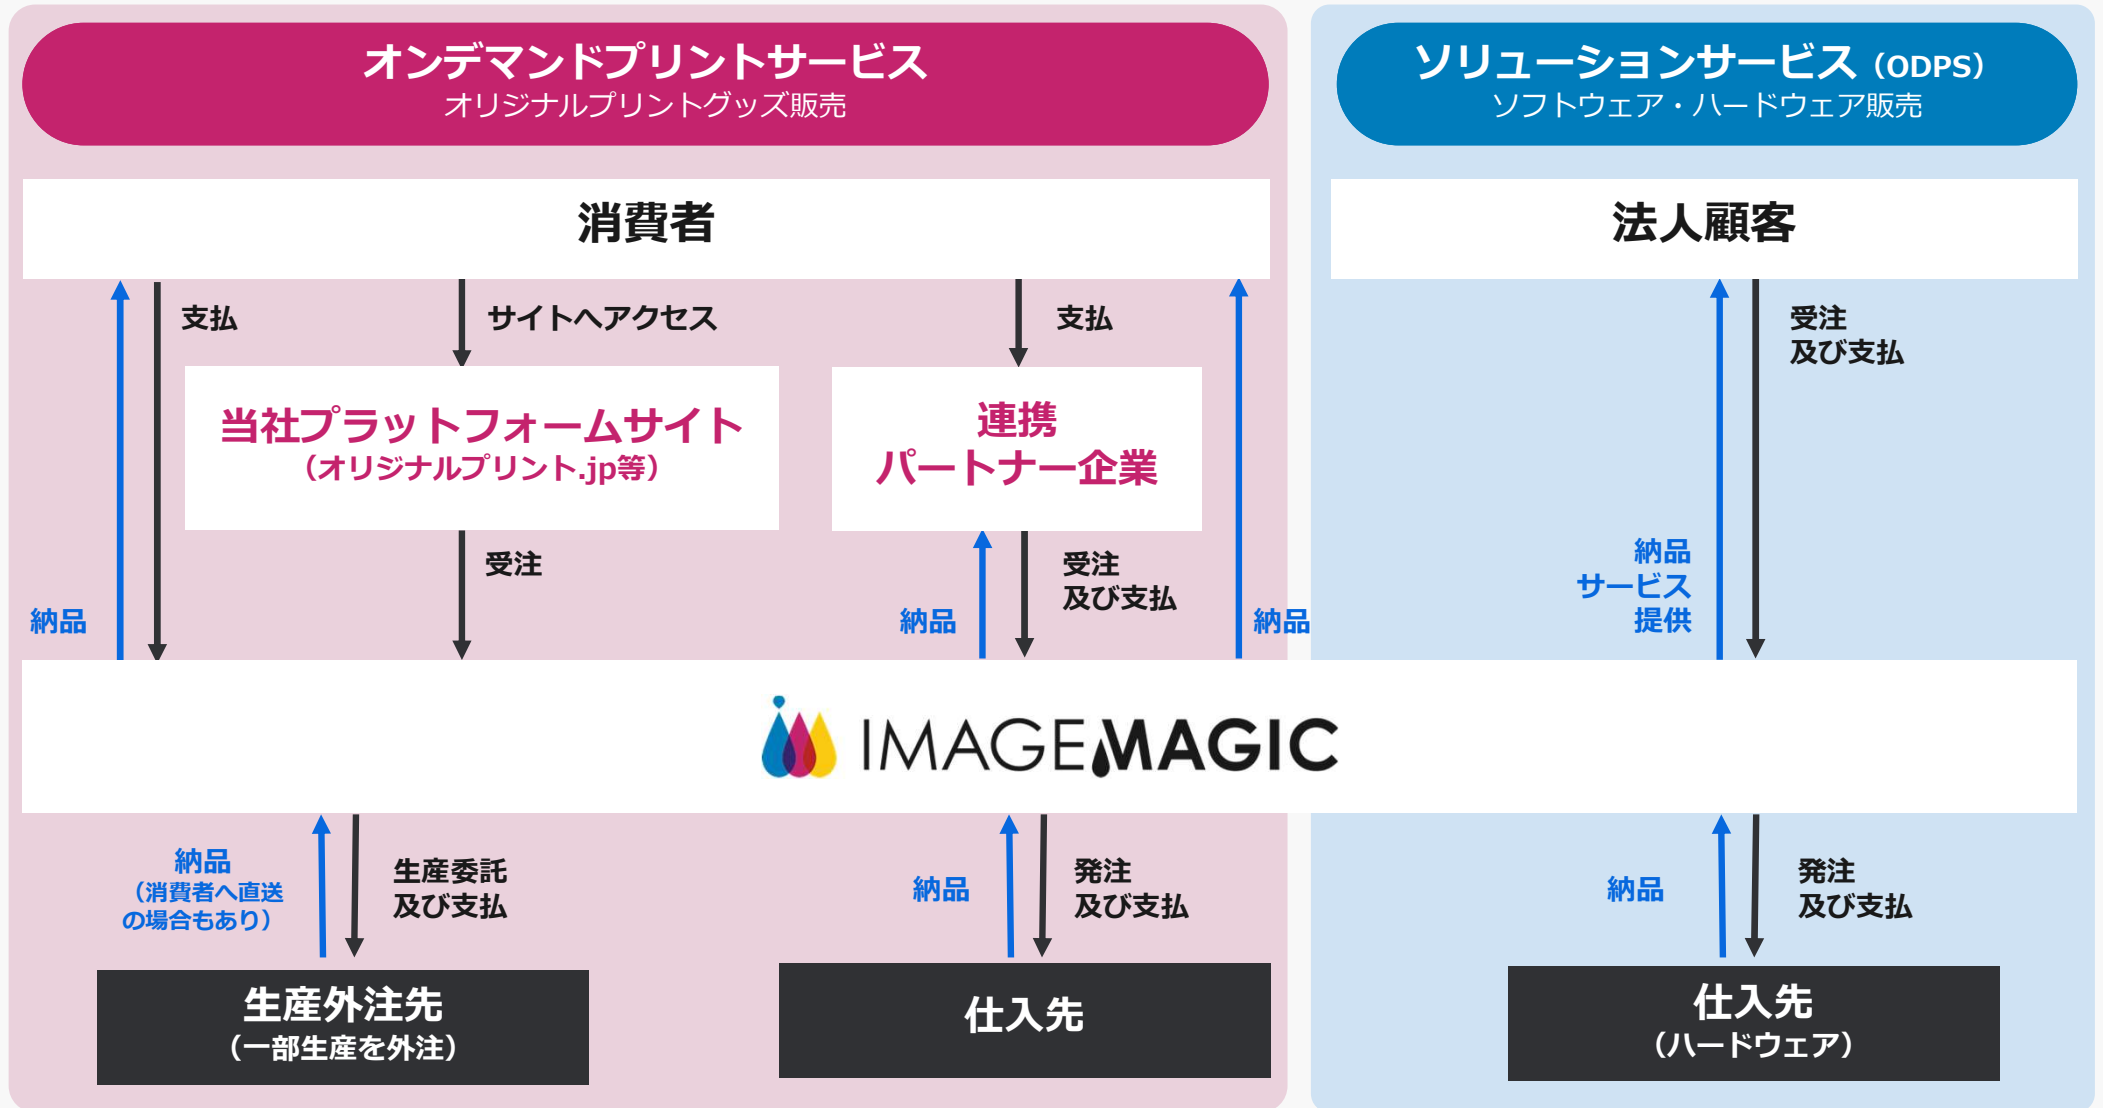 オンデマンドプリントサービス
オリジナルプリントグッズ販売
ソリューションサービス（ODPS）
ソフトウェア・ハードウェア販売
消費者
法人顧客
支払
サイトへアクセス
支払
受注
及び支払
当社プラットフォームサイト
（オリジナルプリント.jp等）
連携
パートナー企業
受注
受注
及び支払
納品
納品
納品
納品
サービス
提供
IMAGEMAGIC
納品
（消費者へ直送
の場合もあり）
生産委託
及び支払
納品
発注
及び支払
納品
発注
及び支払
生産外注先
（一部生産を外注）
仕入先
仕入先
（ハードウェア）